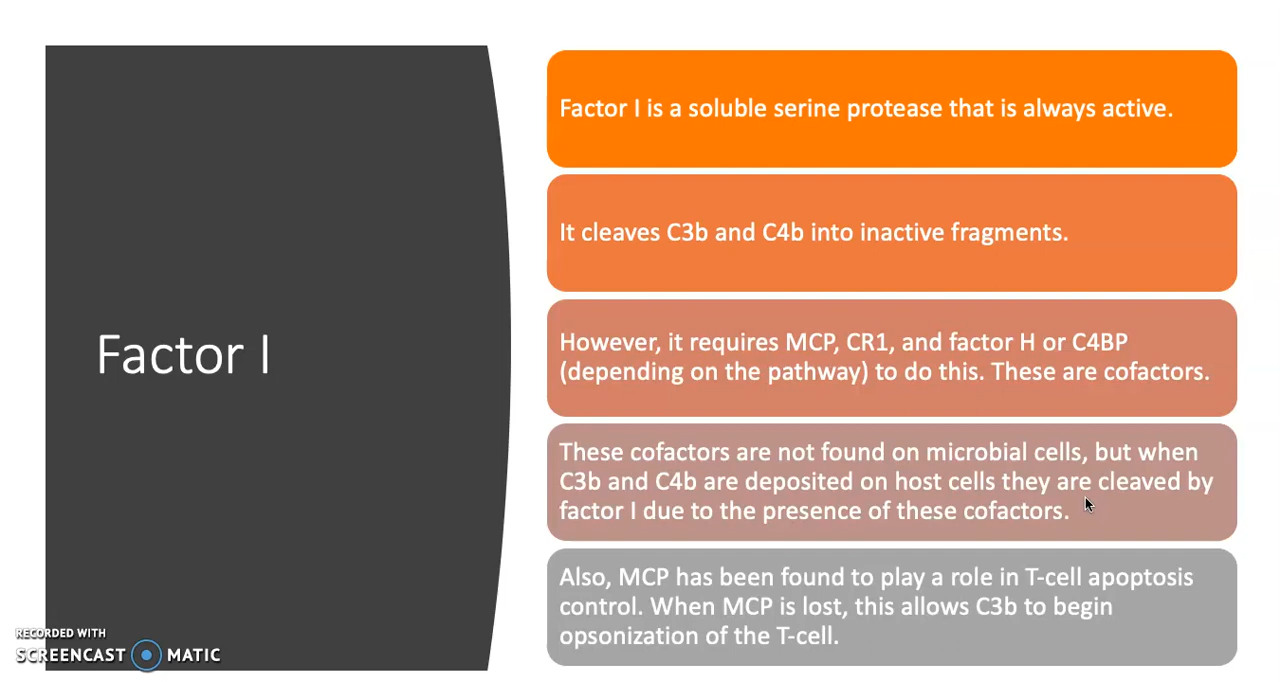 Factor I
Factor I is a soluble serine protease that is always active.
It cleaves C3b and C4b into inactive fragments.
However, it requires MCP, CR1, and factor H or C4BP
(depending on the pathway) to do this. These are cofactors.
These cofactors are not found on microbial cells, but when
C3b and C4b are deposited on host cells they are cleaved by
factor I due to the presence of these cofactors.
Also, MCP has been found to play a role in T-cell apoptosis
control. When MCP is lost, this allows C3b to begin
opsonization of the T-cell.
RECORDED WITH
SCREENCAST MATIC